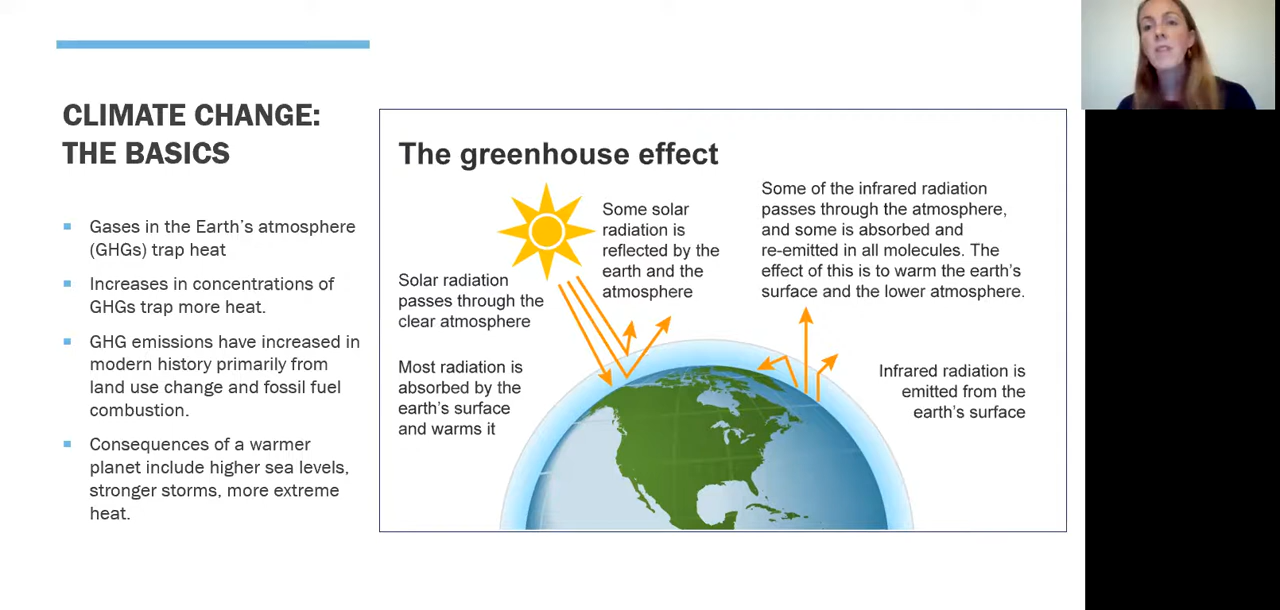 CLIMATE CHANGE:
THE BASICS
Gases in the Earth's atmosphere
(GHGs) trap heat
Increases in concentrations of
GHGs trap more heat.
GHG emissions have increased in
modern history primarily from
land use change and fossil fuel
combustion.
Consequences of a warmer
planet include higher sea levels,
stronger storms, more extreme
heat.
The greenhouse effect
Solar radiation
passes through the
clear atmosphere
Most radiation is
absorbed by the
earth's surface
and warms it
Some solar
radiation is
reflected by the
earth and the
atmosphere
Some of the infrared radiation
passes through the atmosphere,
and some is absorbed and
re-emitted in all molecules. The
effect of this is to warm the earth's
surface and the lower atmosphere.
Infrared radiation is
emitted from the
earth's surface